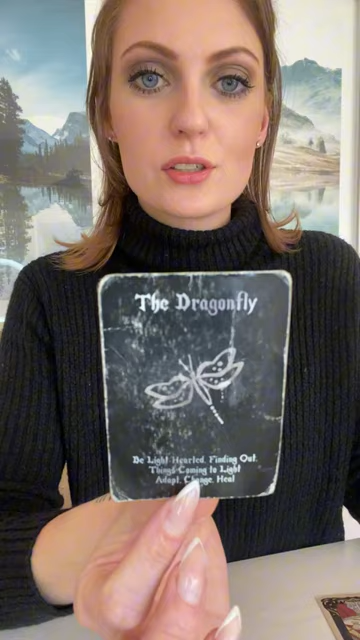 The Dragonfly
Be Light Hearted. Finding Out.
Things Coming to Light
Adapt. Change. Heal